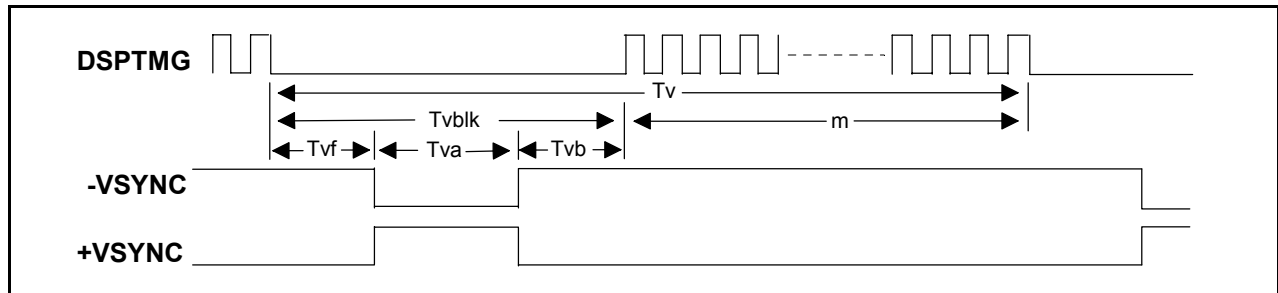 DSPTMG
Tv
Tvblk
m
Tvf
Tva
Tvb
-VSYNC
+VSYNC